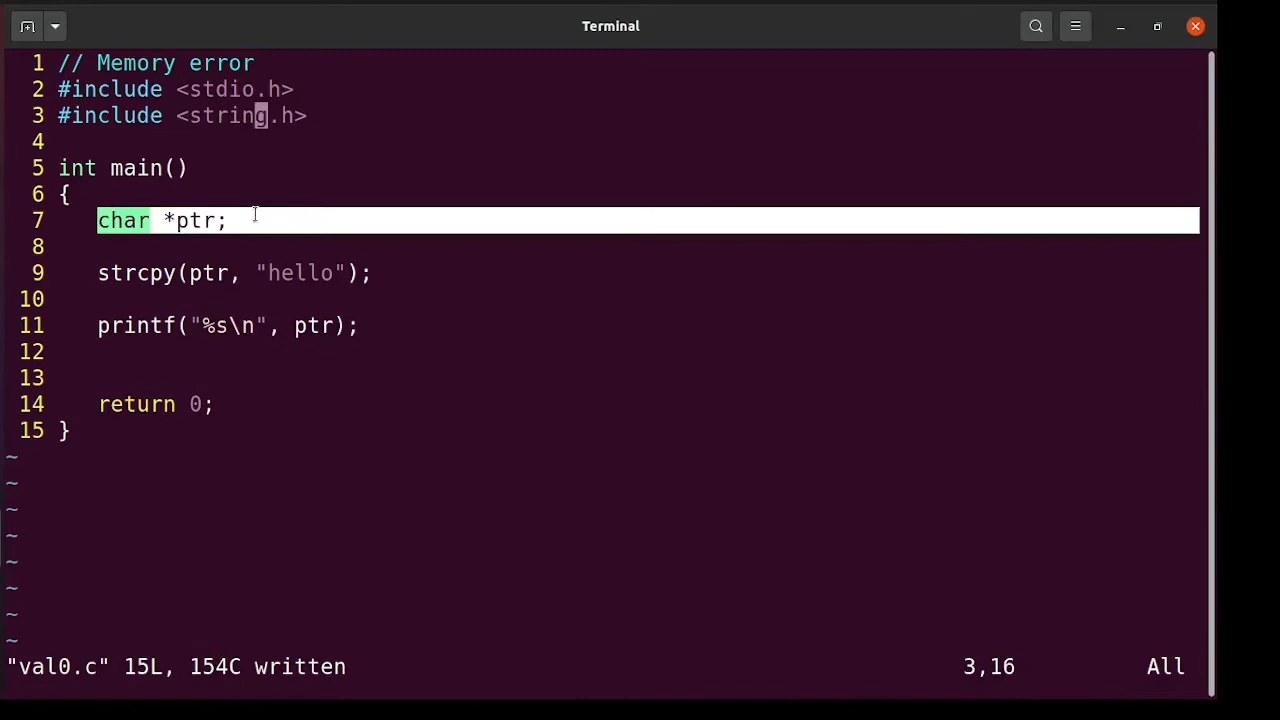 Terminal
1 // Memory error
2 #include <stdio.h>
3 #include <string.h>
4
5 int main()
6 {
7    char *ptr;
8
9    strcpy(ptr, "hello");
10
11    printf("%s\n", ptr);
12
13
14    return 0;
15 }
~
~
~
~
~
~
~
~
"val0.c" 15L, 154C written 3,16 All